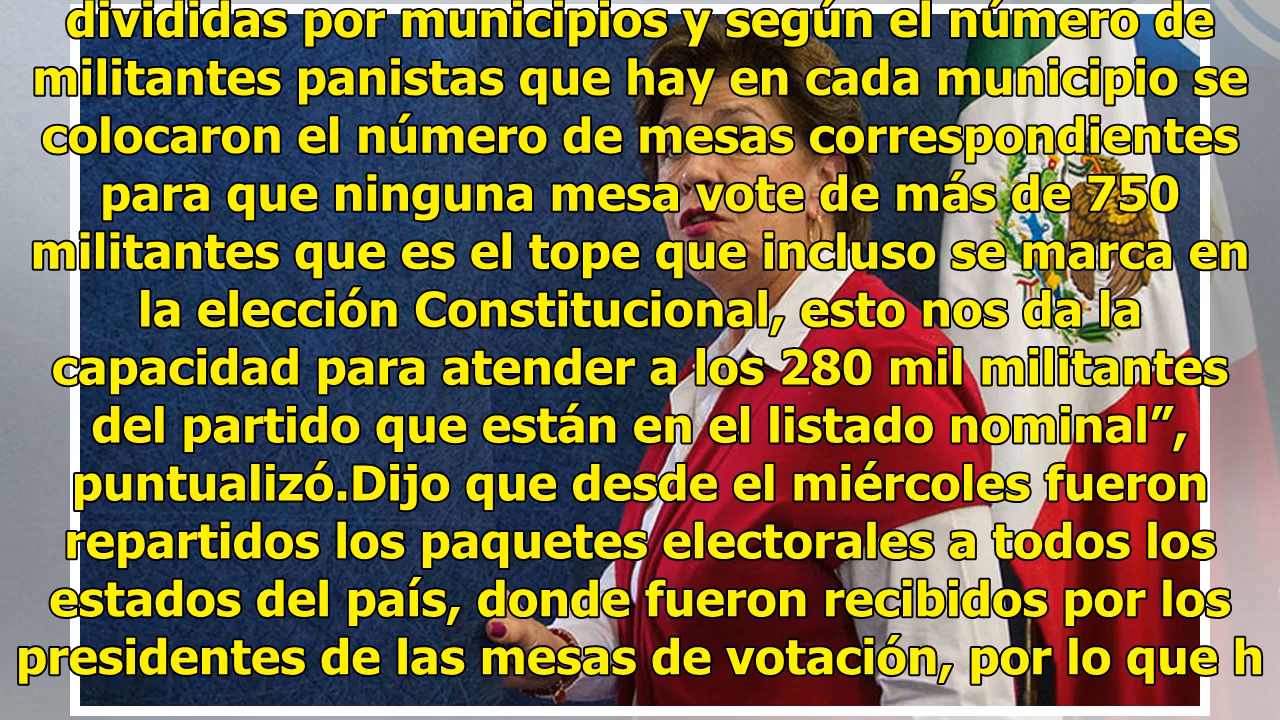 divididas por municipios y según el número de
militantes panistas que hay en cada municipio se
colocaron el número de mesas correspondientes
para que ninguna mesa vote de más de 750
militantes que es el tope que incluso se marca en
la elección Constitucional, esto nos da la
capacidad para atender a los 280 mil militantes
del partido que están en el listado nominal”,
puntualizó.Dijo que desde el miércoles fueron
repartidos los paquetes electorales a todos los
estados del país, donde fueron recibidos por los
presidentes de las mesas de votación, por lo que h